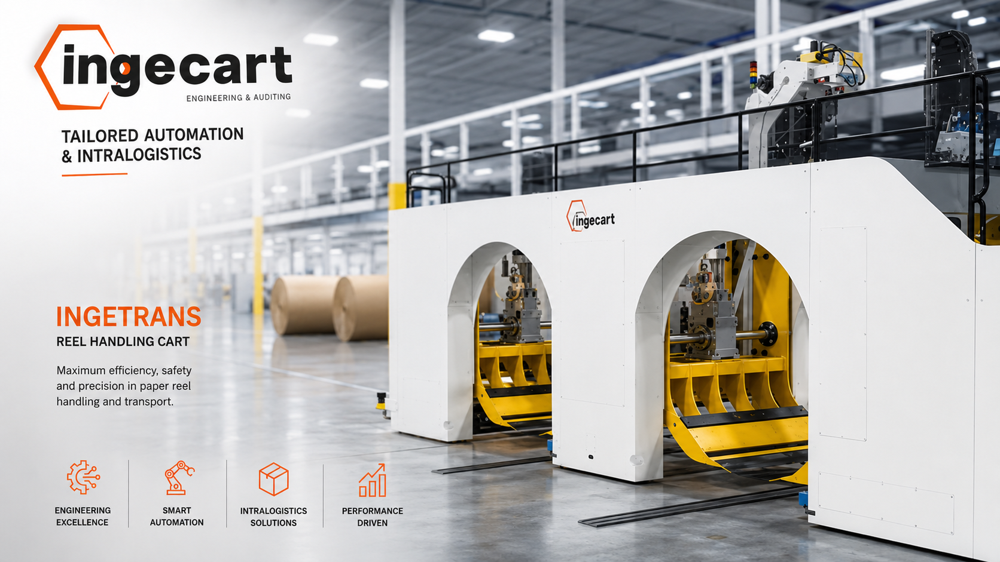 ingecart
ENGINEERING & AUDITING
TAILORED AUTOMATION
& INTRALOGISTICS
ingecart
INGETRANS
REEL HANDLING CART
Maximum efficiency, safety
and precision in paper reel
handling and transport.
ENGINEERING
EXCELLENCE
SMART
AUTOMATION
INTRALOGISTICS
SOLUTIONS
PERFORMANCE
DRIVEN